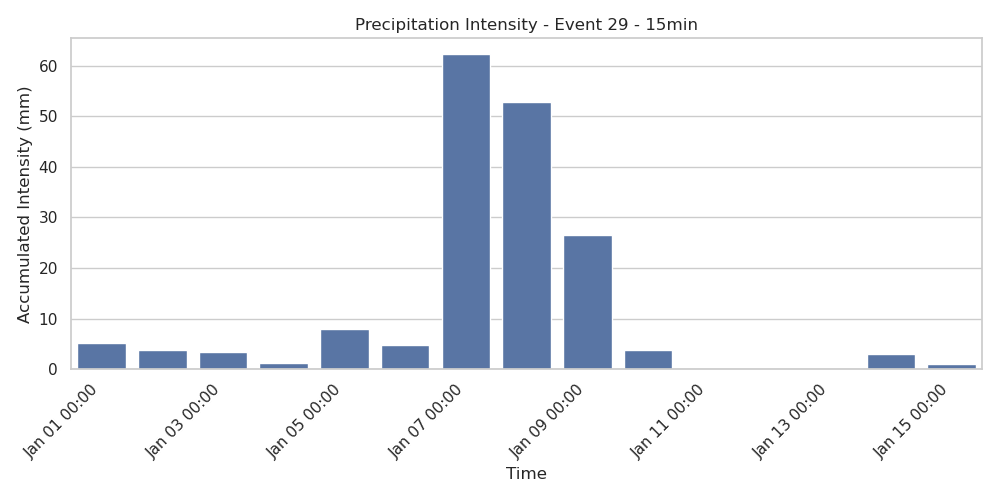 Precipitation Intensity - Event 29 - 15min
Accumulated Intensity (mm)
60
50
40
30
20
10
0
Jan 01 00:00
Jan 03 00:00
Jan 05 00:00
Jan 07 00:00
Jan 09 00:00
Jan 11 00:00
Jan 13 00:00
Jan 15 00:00
Time